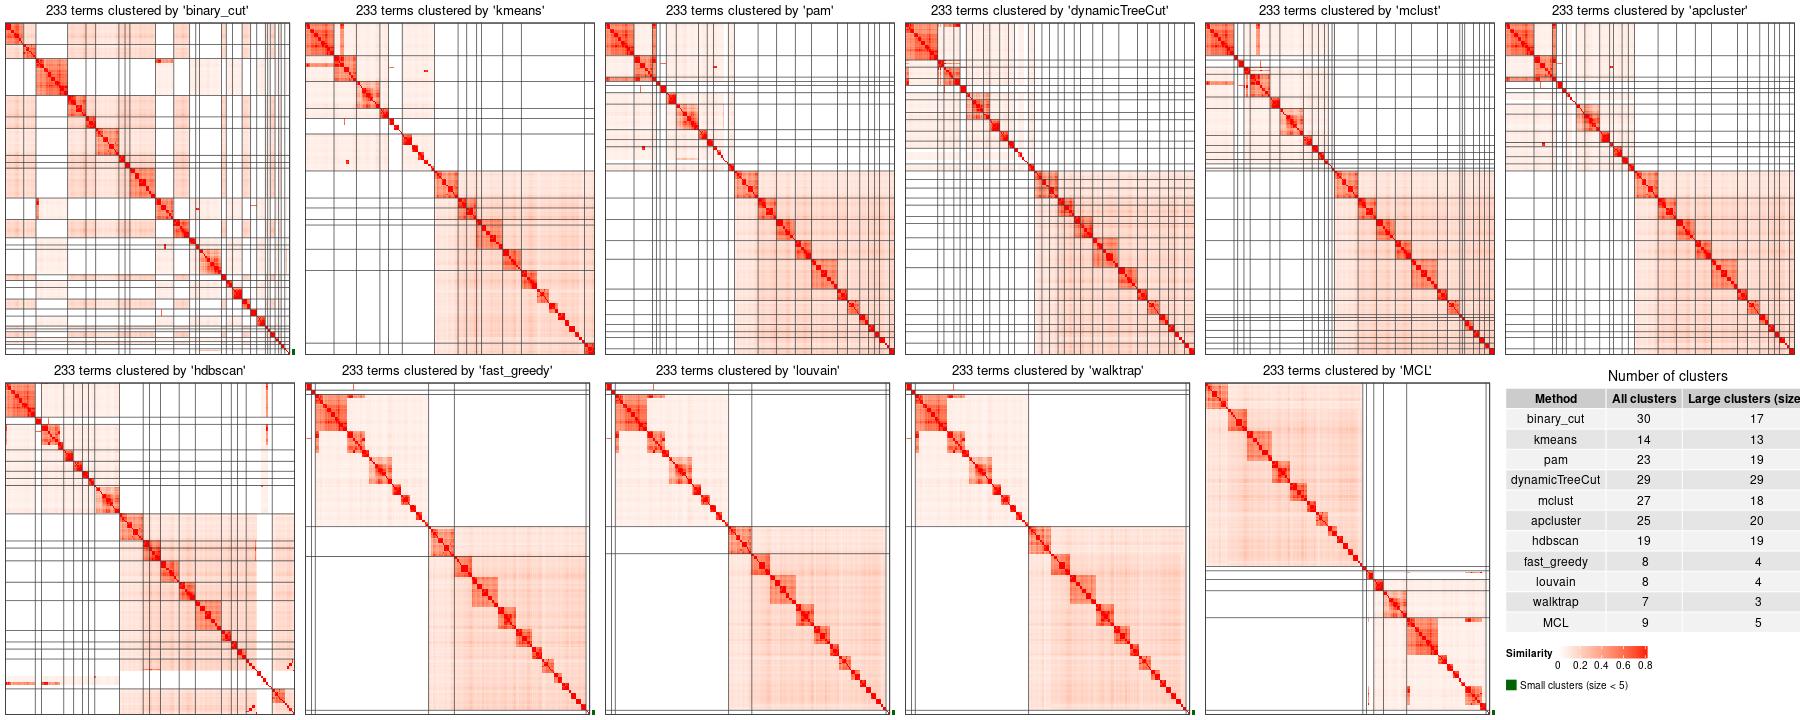 233 terms clustered by 'binary_cut'
233 terms clustered by 'kmeans'
233 terms clustered by 'pam'
233 terms clustered by 'dynamicTreeCut'
233 terms clustered by 'mclust'
233 terms clustered by 'apcluster'
233 terms clustered by 'hdbscan'
233 terms clustered by 'fast_greedy'
233 terms clustered by 'louvain'
233 terms clustered by 'walktrap'
233 terms clustered by 'MCL'
Number of clusters
Method All clusters Large clusters (size
binary_cut 30 17
kmeans 14 13
pam 23 19
dynamicTreeCut 29 29
mclust 27 18
apcluster 25 20
hdbscan 19 19
fast_greedy 8 4
louvain 8 4
walktrap 7 3
MCL 9 5
Similarity
0 0.2 0.4 0.6 0.8
Small clusters (size < 5)